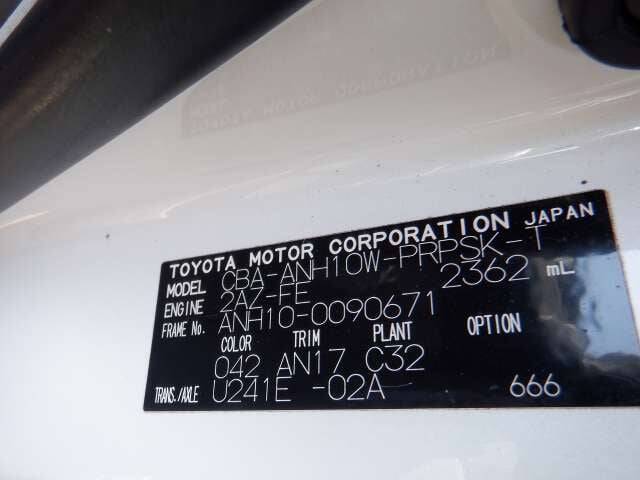 TOYOTA MOTOR CORPORATION JAPAN
MODEL CBA-ANH10W-PRPSK-T
ENGINE 2AZ-FE 2362 mL
FRAME No. ANH10-0090671
COLOR TRIM PLANT OPTION
042 AN17 C32
TRANS./AXLE U241E -02A 666